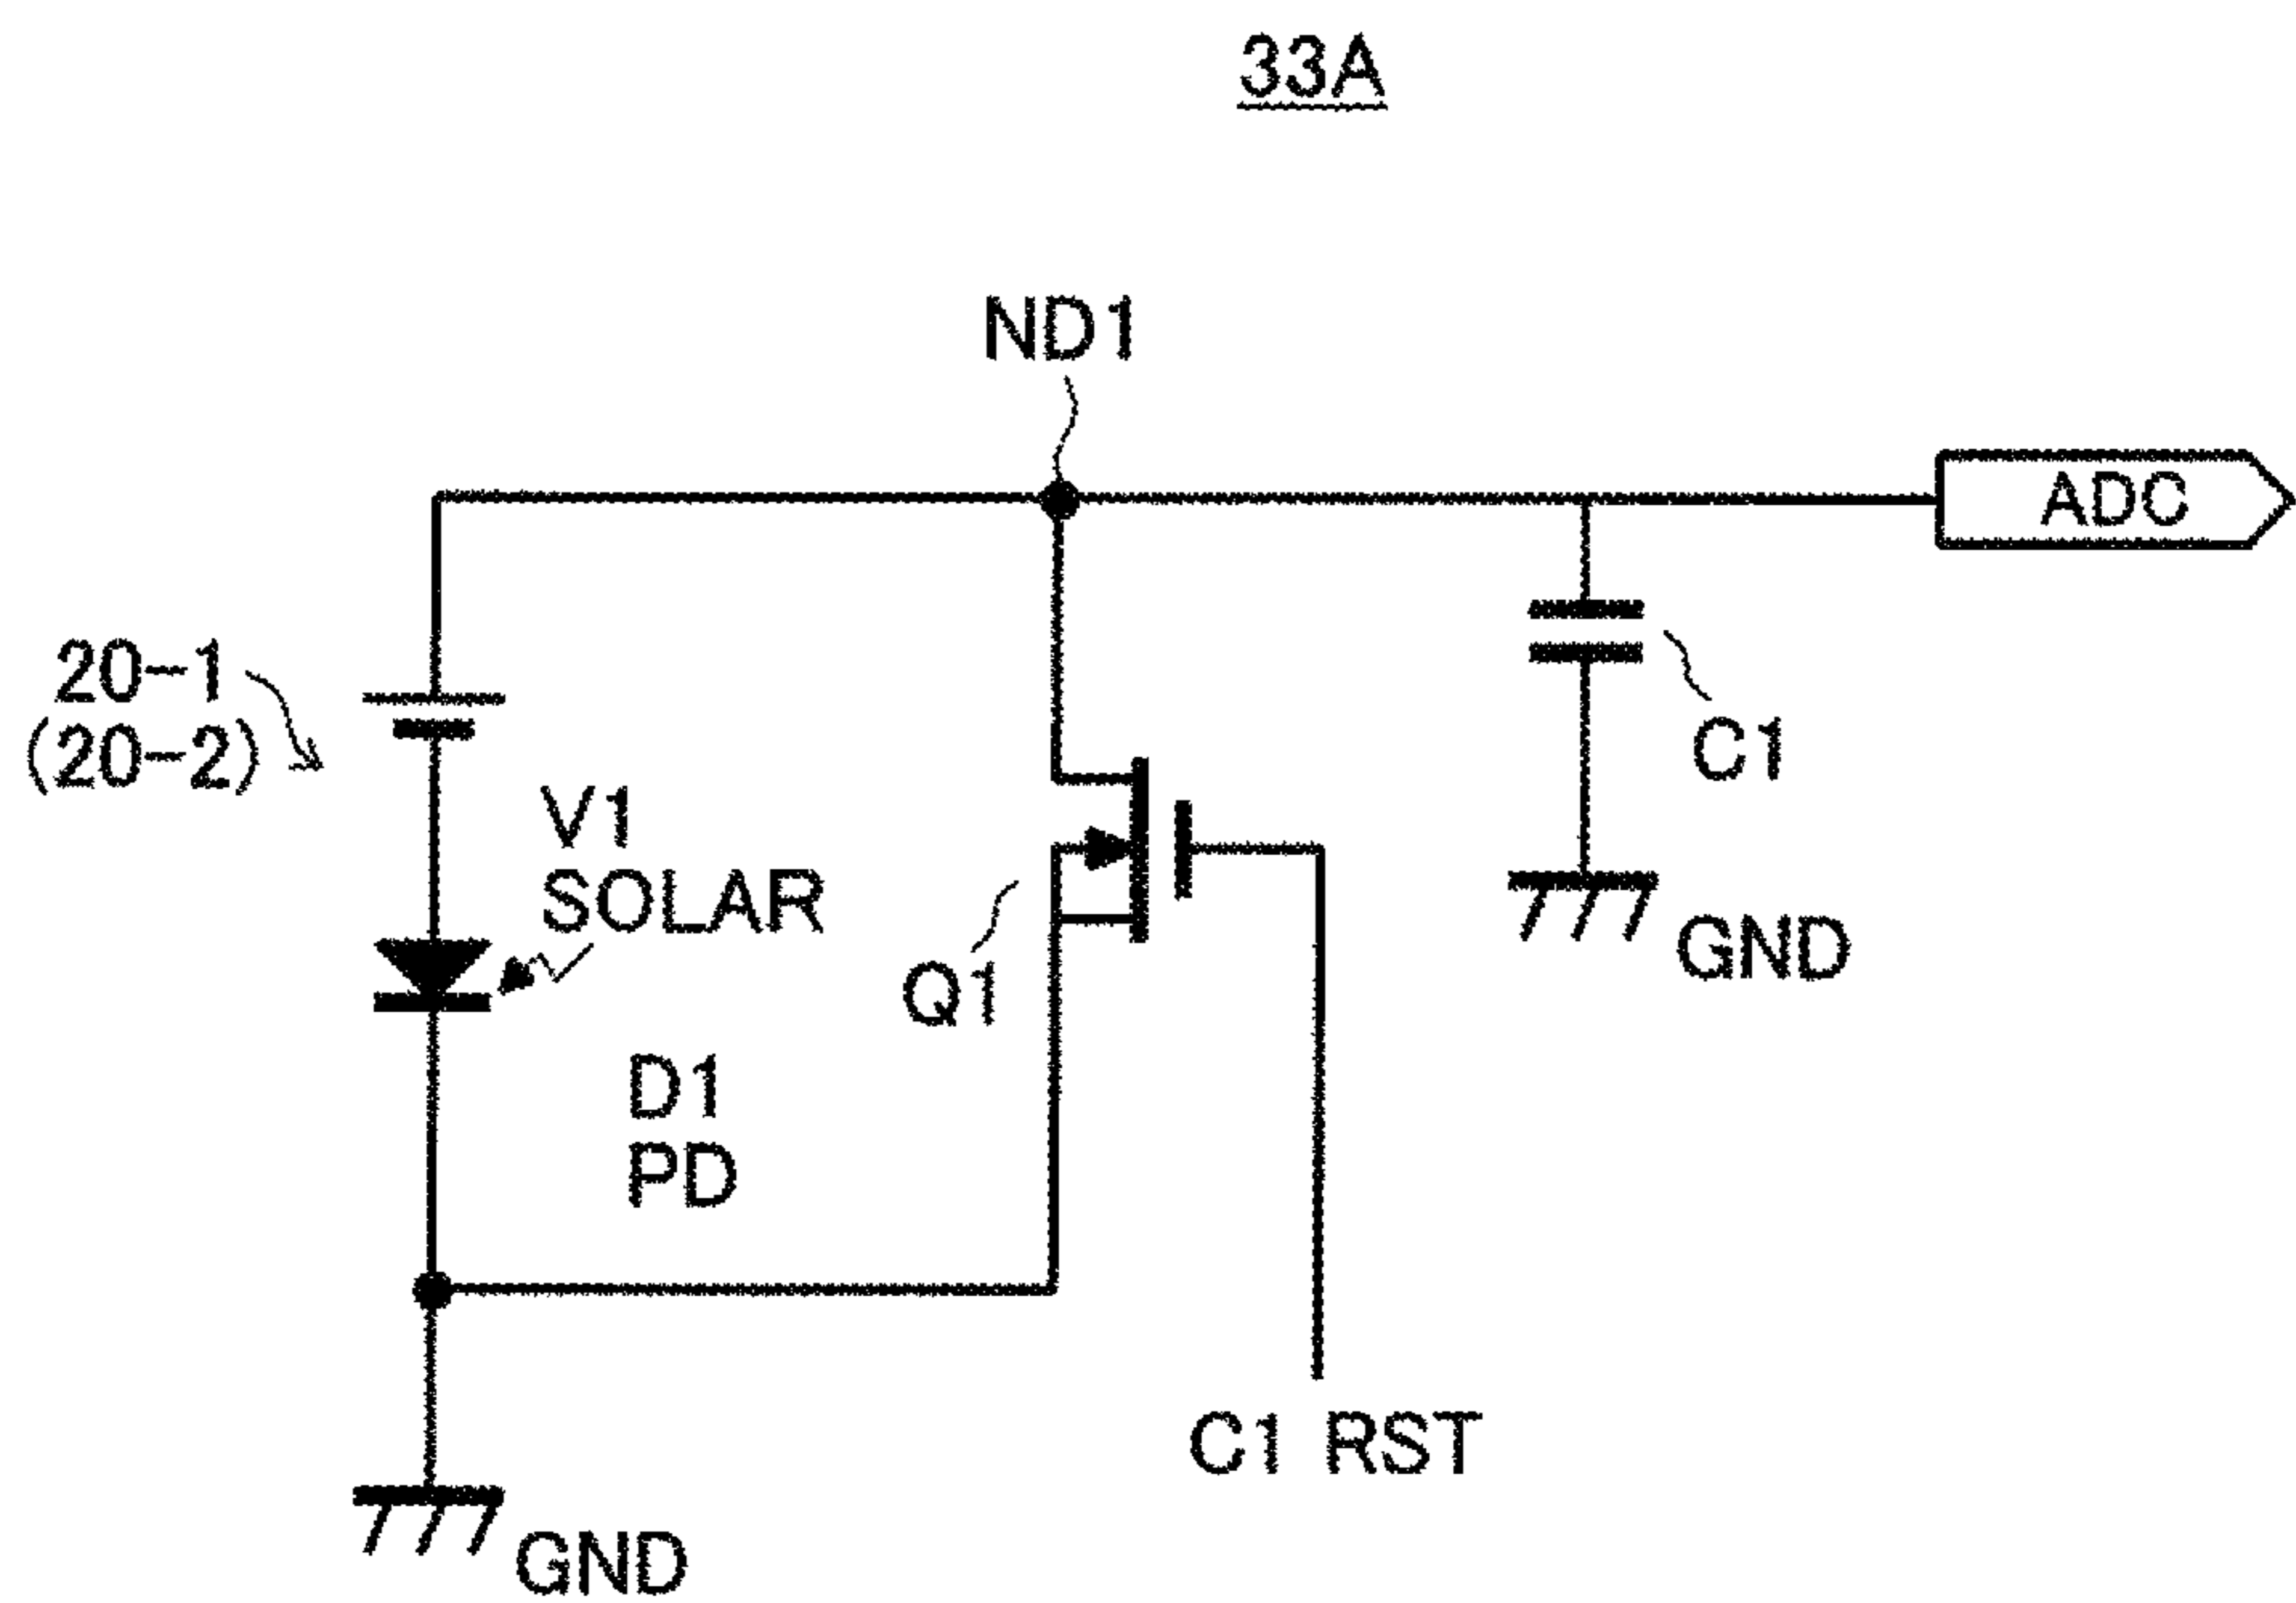 33A
ND1
ADC
20-1
(20-2)
V1
SOLAR
C1
Q1
GND
D1
PD
C1 RST
GND